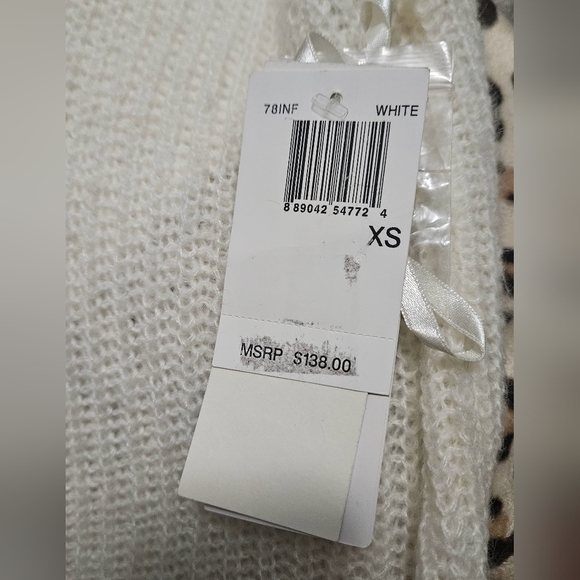 78INF WHITE
8 89042 54772 4
XS
MSRP $138.00